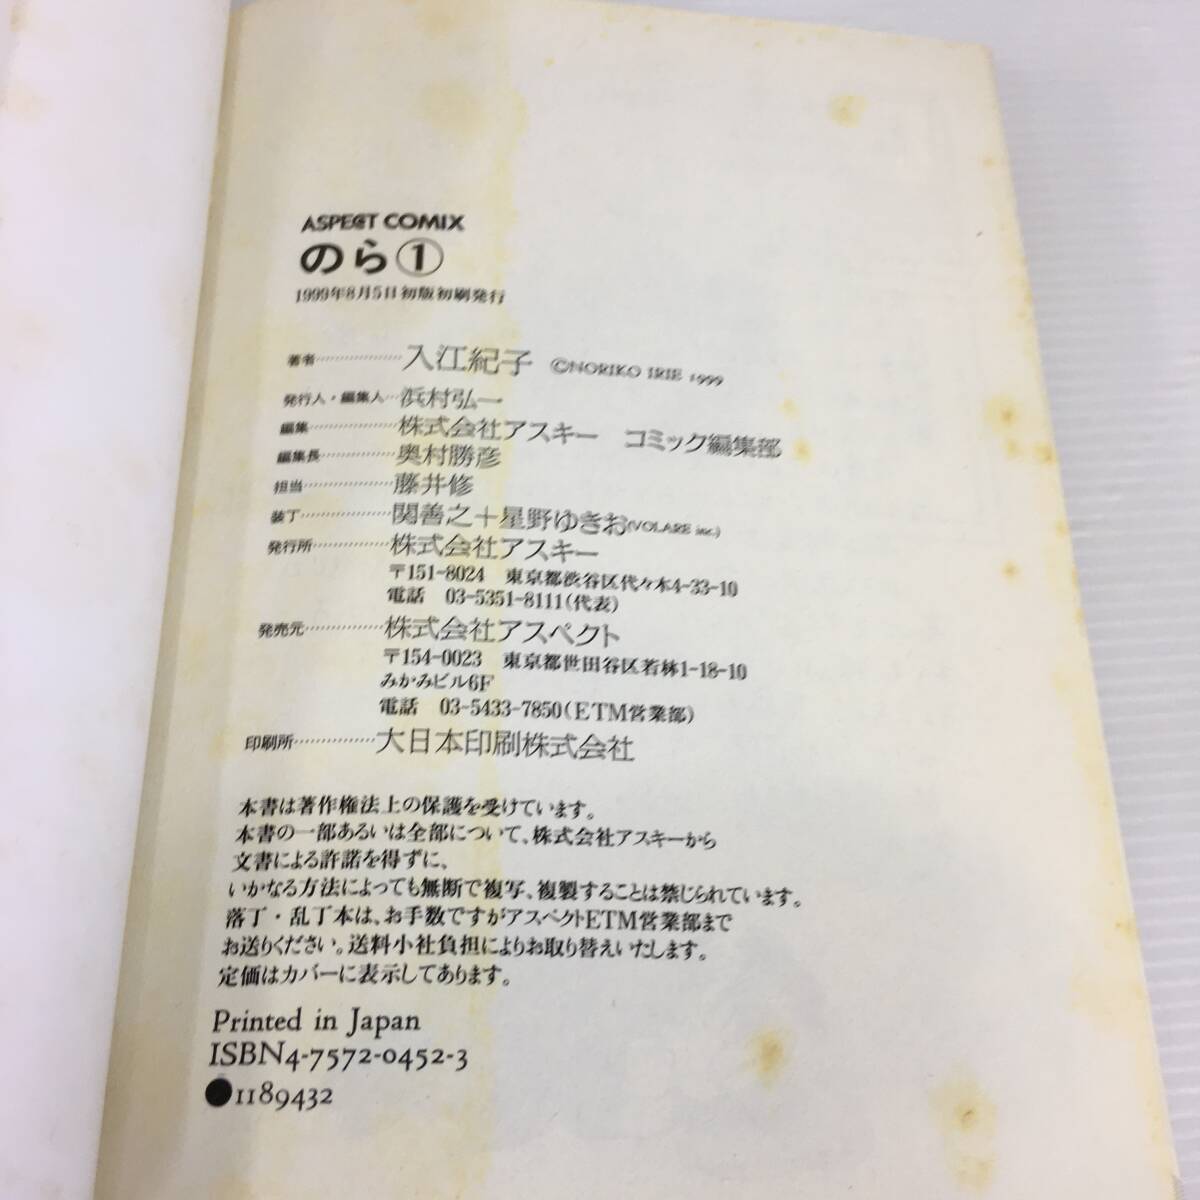 ASPECT COMIX
のら①
1999年8月5日初版初刷発行
著者………………入江紀子 ©NORIKO IRIE 1999
発行人・編集人…浜村弘一
編集………………株式会社アスキー　コミック編集部
編集長……………奥村勝彦
担当………………藤井修
装丁………………関善之＋星野ゆきお(VOLARE inc.)
発行所……………株式会社アスキー
〒151-8024　東京都渋谷区代々木4-33-10
電話　03-5351-8111(代表)
発売元……………株式会社アスペクト
〒154-0023　東京都世田谷区若林1-18-10
みかみビル6F
電話　03-5433-7850(ETM営業部)
印刷所……………大日本印刷株式会社
本書は著作権法上の保護を受けています。
本書の一部あるいは全部について、株式会社アスキーから
文書による許諾を得ずに、
いかなる方法によっても無断で複写、複製することは禁じられています。
落丁・乱丁本は、お手数ですがアスペクトETM営業部まで
お送りください。送料小社負担によりお取り替えいたします。
定価はカバーに表示してあります。
Printed in Japan
ISBN4-7572-0452-3
●1189432